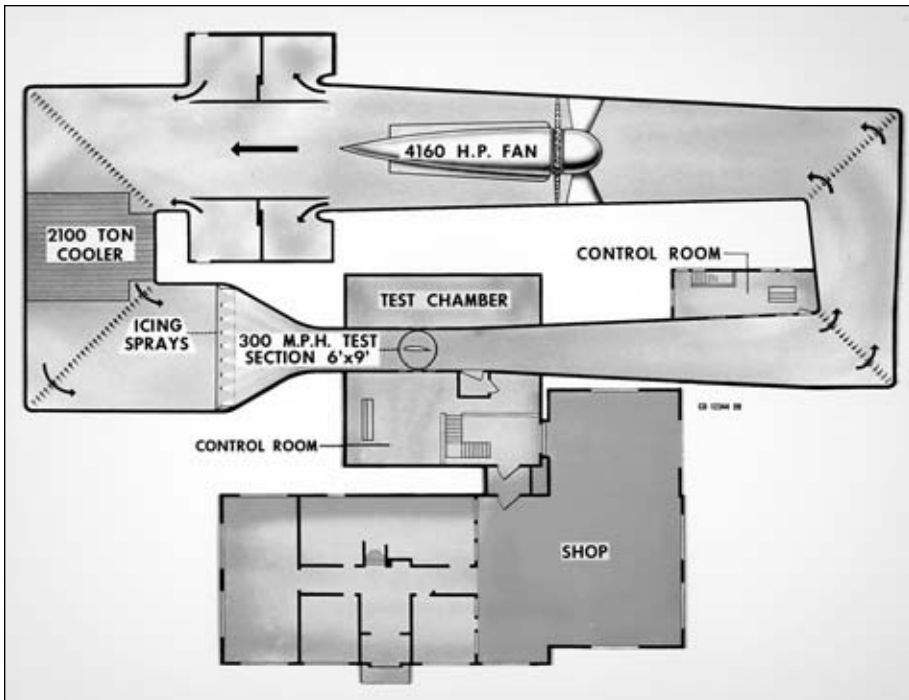 4160 H.P. FAN
2100 TON
COOLER
CONTROL ROOM
TEST CHAMBER
ICING
SPRAYS
300 M.P.H. TEST
SECTION 6'x9'
CONTROL ROOM
SHOP